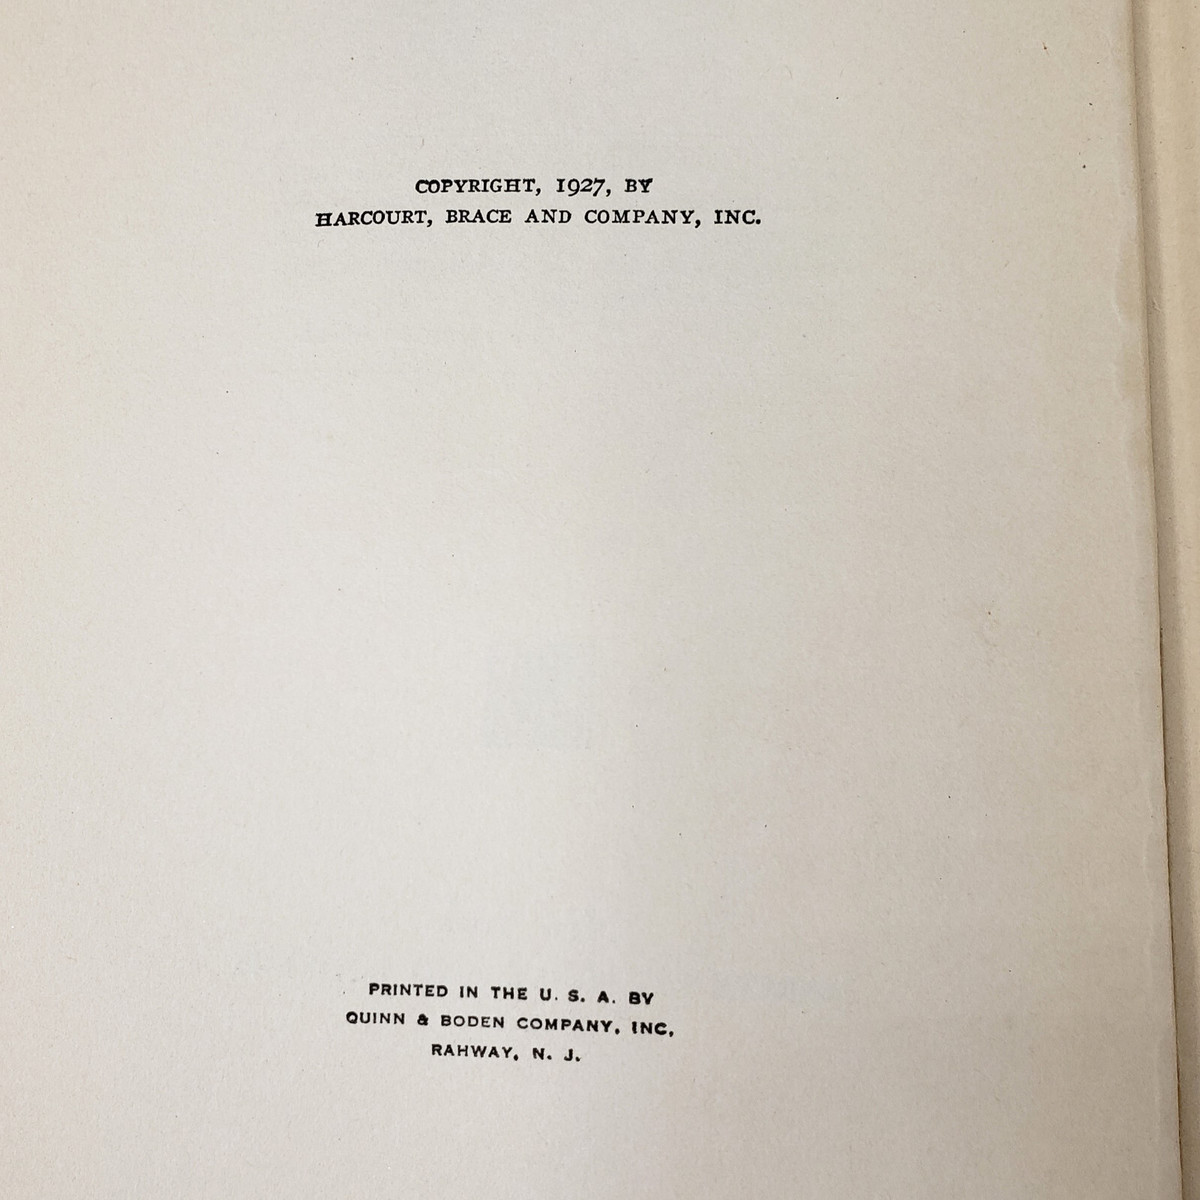 COPYRIGHT, 1927, BY
HARCOURT, BRACE AND COMPANY, INC.
PRINTED IN THE U. S. A. BY
QUINN & BODEN COMPANY, INC,
RAHWAY, N. J.